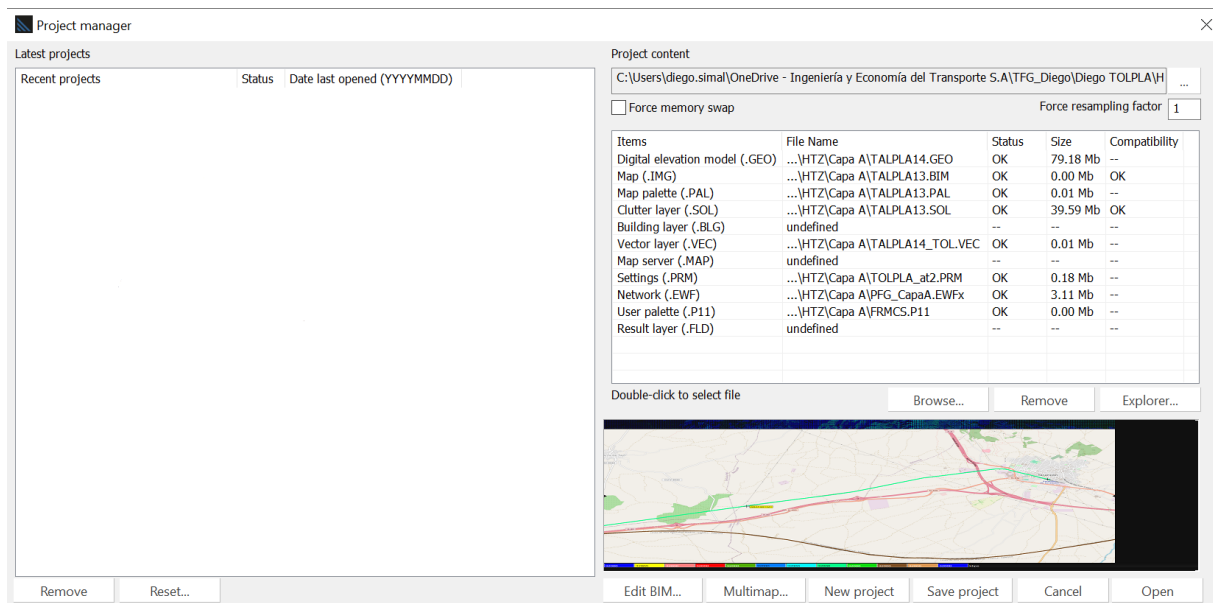 Project manager
Latest projects
Recent projects Status Date last opened (YYYYMMDD)
Remove Reset...
Project content
C:\Users\diego.simal\OneDrive - Ingeniería y Economía del Transporte S.A\TFG_Diego\Diego TOLPLA\H ...
Force memory swap Force resampling factor 1
Items File Name Status Size Compatibility
Digital elevation model (.GEO) ...\HTZ\Capa A\TALPLA14.GEO OK 79.18 Mb --
Map (.IMG) ...\HTZ\Capa A\TALPLA13.BIM OK 0.00 Mb OK
Map palette (.PAL) ...\HTZ\Capa A\TALPLA13.PAL OK 0.01 Mb --
Clutter layer (.SOL) ...\HTZ\Capa A\TALPLA13.SOL OK 39.59 Mb OK
Building layer (.BLG) undefined -- -- --
Vector layer (.VEC) ...\HTZ\Capa A\TALPLA14_TOL.VEC OK 0.01 Mb --
Map server (.MAP) undefined -- -- --
Settings (.PRM) ...\HTZ\Capa A\TOLPLA_at2.PRM OK 0.18 Mb --
Network (.EWF) ...\HTZ\Capa A\PFG_CapaA.EWFx OK 3.11 Mb --
User palette (.P11) ...\HTZ\Capa A\FRMCS.P11 OK 0.00 Mb --
Result layer (.FLD) undefined -- -- --
Double-click to select file
Browse... Remove Explorer...
Edit BIM... Multimap... New project Save project Cancel Open